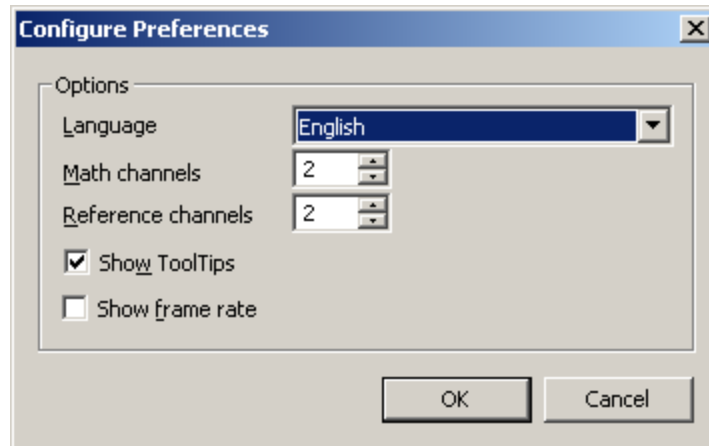 Configure Preferences
Options
Language English
Math channels 2
Reference channels 2
Show ToolTips
Show frame rate
OK Cancel